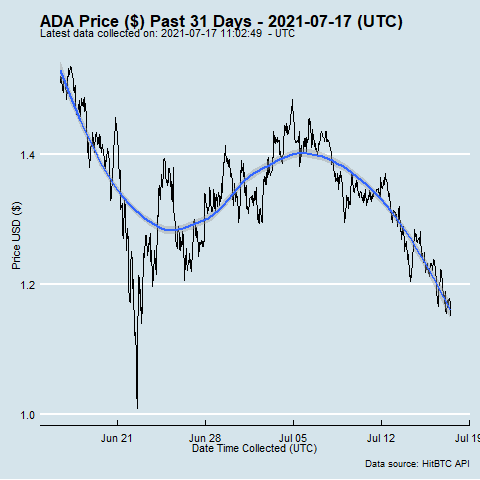 ADA Price ($) Past 31 Days - 2021-07-17 (UTC)
Latest data collected on: 2021-07-17 11:02:49 - UTC
Price USD ($)
1.4
1.2
1.0
Jun 21 Jun 28 Jul 05 Jul 12 Jul 19
Date Time Collected (UTC)
Data source: HitBTC API